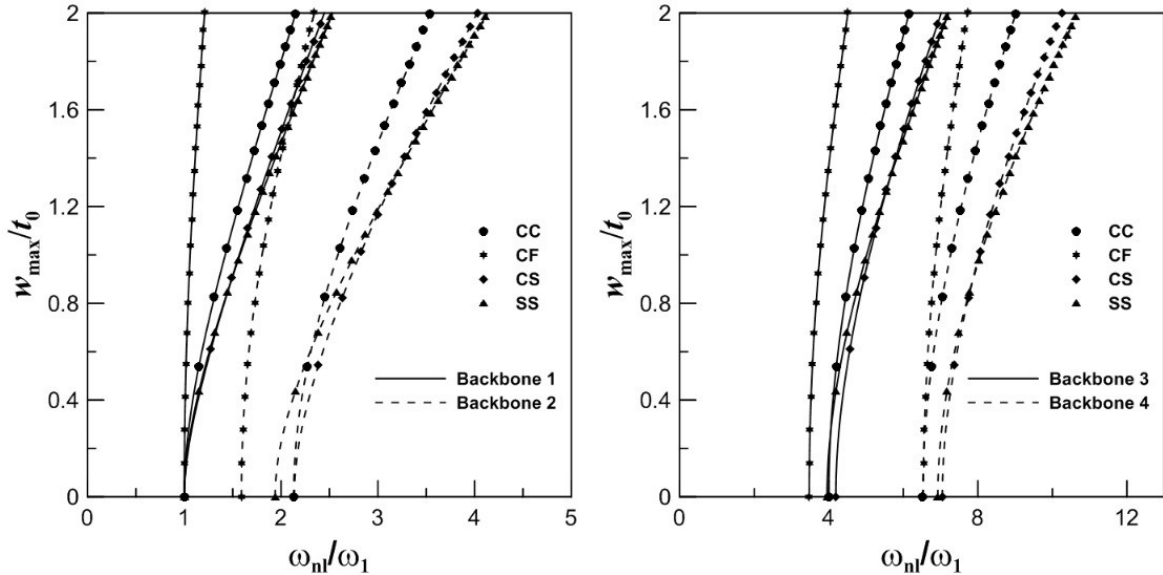 2
1.6
1.2
0.8
0.4
0
w_max/t_0
CC
CF
CS
SS
Backbone 1
Backbone 2
0 1 2 3 4 5
ω_nl/ω_1
2
1.6
1.2
0.8
0.4
0
w_max/t_0
CC
CF
CS
SS
Backbone 3
Backbone 4
0 4 8 12
ω_nl/ω_1